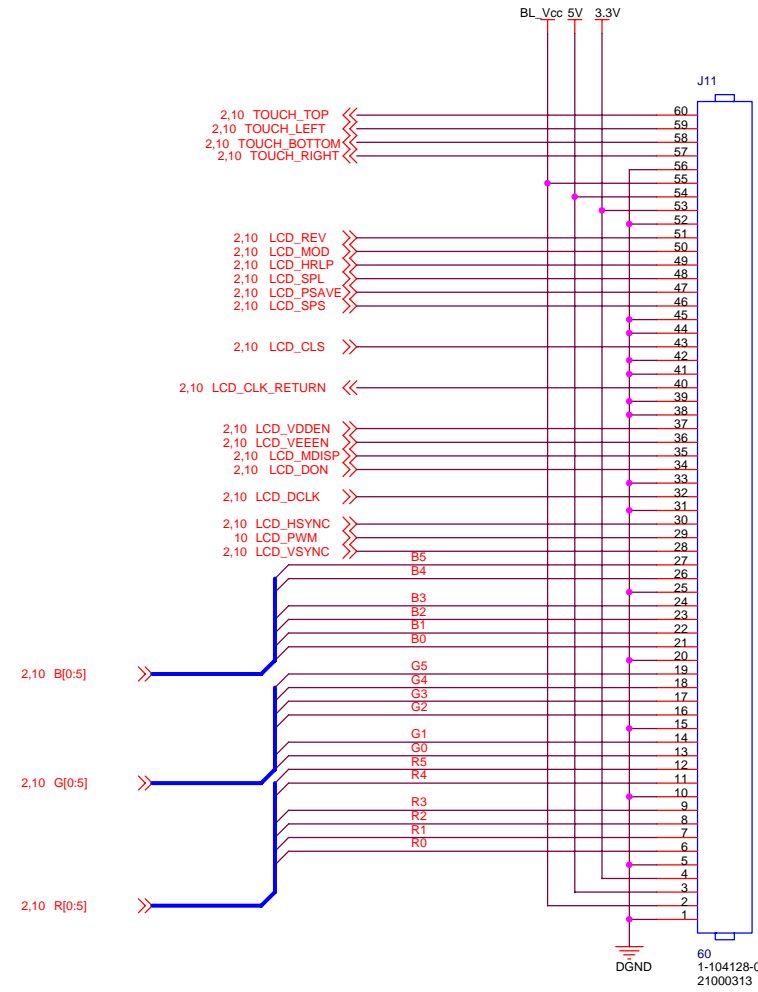 BL_Vcc 5V 3.3V
J11
2,10 TOUCH_TOP 60
2,10 TOUCH_LEFT 59
2,10 TOUCH_BOTTOM 58
2,10 TOUCH_RIGHT 57
56
55
54
53
52
2,10 LCD_REV 51
2,10 LCD_MOD 50
2,10 LCD_HRLP 49
2,10 LCD_SPL 48
2,10 LCD_PSAVE 47
2,10 LCD_SPS 46
45
44
2,10 LCD_CLS 43
42
41
2,10 LCD_CLK_RETURN 40
39
38
2,10 LCD_VDDEN 37
2,10 LCD_VEEEN 36
2,10 LCD_MDISP 35
2,10 LCD_DON 34
33
2,10 LCD_DCLK 32
31
2,10 LCD_HSYNC 30
10 LCD_PWM 29
2,10 LCD_VSYNC 28
B5 27
B4 26
25
B3 24
B2 23
B1 22
B0 21
20
2,10 B[0:5]
G5 19
G4 18
G3 17
G2 16
15
G1 14
G0 13
R5 12
2,10 G[0:5]
R4 11
10
R3 9
R2 8
R1 7
R0 6
5
4
3
2,10 R[0:5]
2
1
DGND
60
1-104128-0
21000313